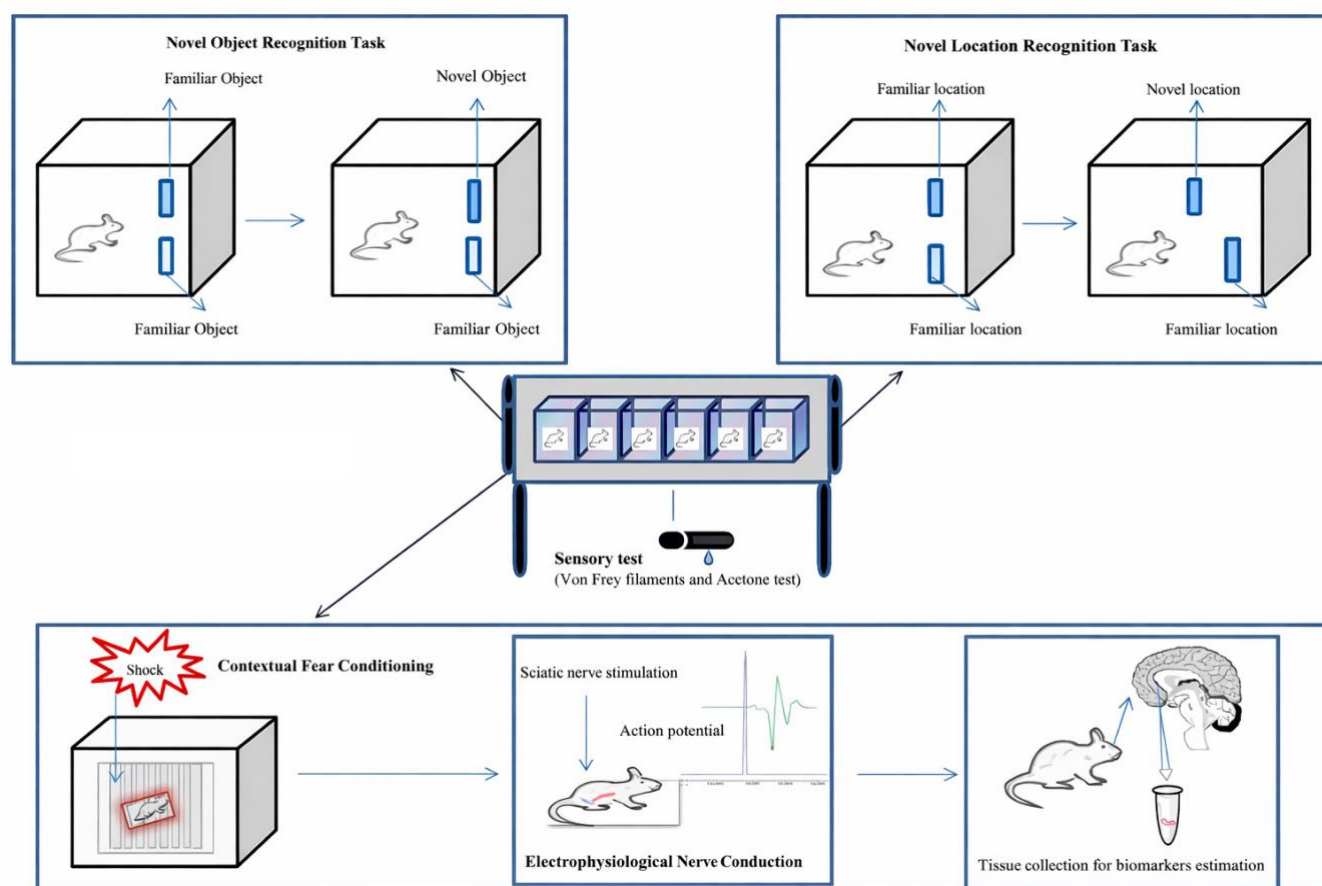 Novel Object Recognition Task
Familiar Object
Novel Object
Familiar Object
Familiar Object
Novel Location Recognition Task
Familiar location
Novel location
Familiar location
Familiar location
Sensory test
(Von Frey filaments and Acctone test)
Shock
Contextual Fear Conditioning
Sciatic nerve stimulation
Action potential
Electrophysiological Nerve Conduction
Tissue collection for biomarkers estimation